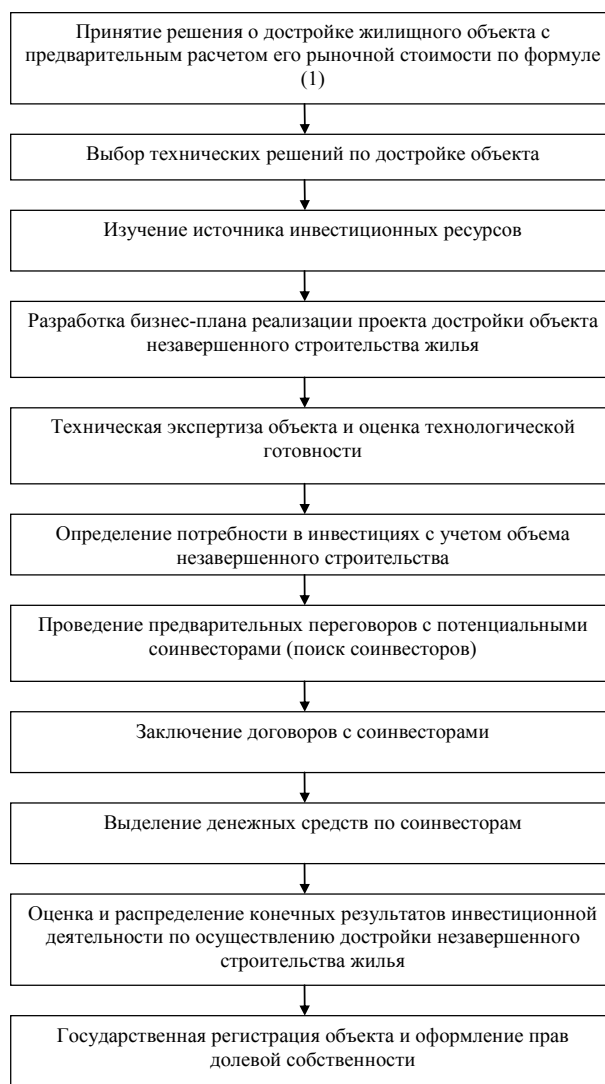 Принятие решения о достройке жилищного объекта с
предварительным расчетом его рыночной стоимости по формуле
(1)
Выбор технических решений по достройке объекта
Изучение источника инвестиционных ресурсов
Разработка бизнес-плана реализации проекта достройки объекта
незавершенного строительства жилья
Техническая экспертиза объекта и оценка технологической
готовности
Определение потребности в инвестициях с учетом объема
незавершенного строительства
Проведение предварительных переговоров с потенциальными
соинвесторами (поиск соинвесторов)
Заключение договоров с соинвесторами
Выделение денежных средств по соинвесторам
Оценка и распределение конечных результатов инвестиционной
деятельности по осуществлению достройки незавершенного
строительства жилья
Государственная регистрация объекта и оформление прав
долевой собственности